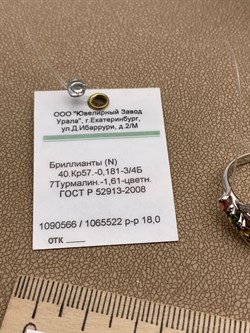 ООО "Ювелирный Завод
Урала", г.Екатеринбург,
ул.Д.Ибаррури, д.2/М
Бриллианты (N)
40.Кр57.-0,181-3/4Б
7Турмалин.-1,61-цветн.
ГОСТ Р 52913-2008
1090566 / 1065522 р-р 18,0
ОТК